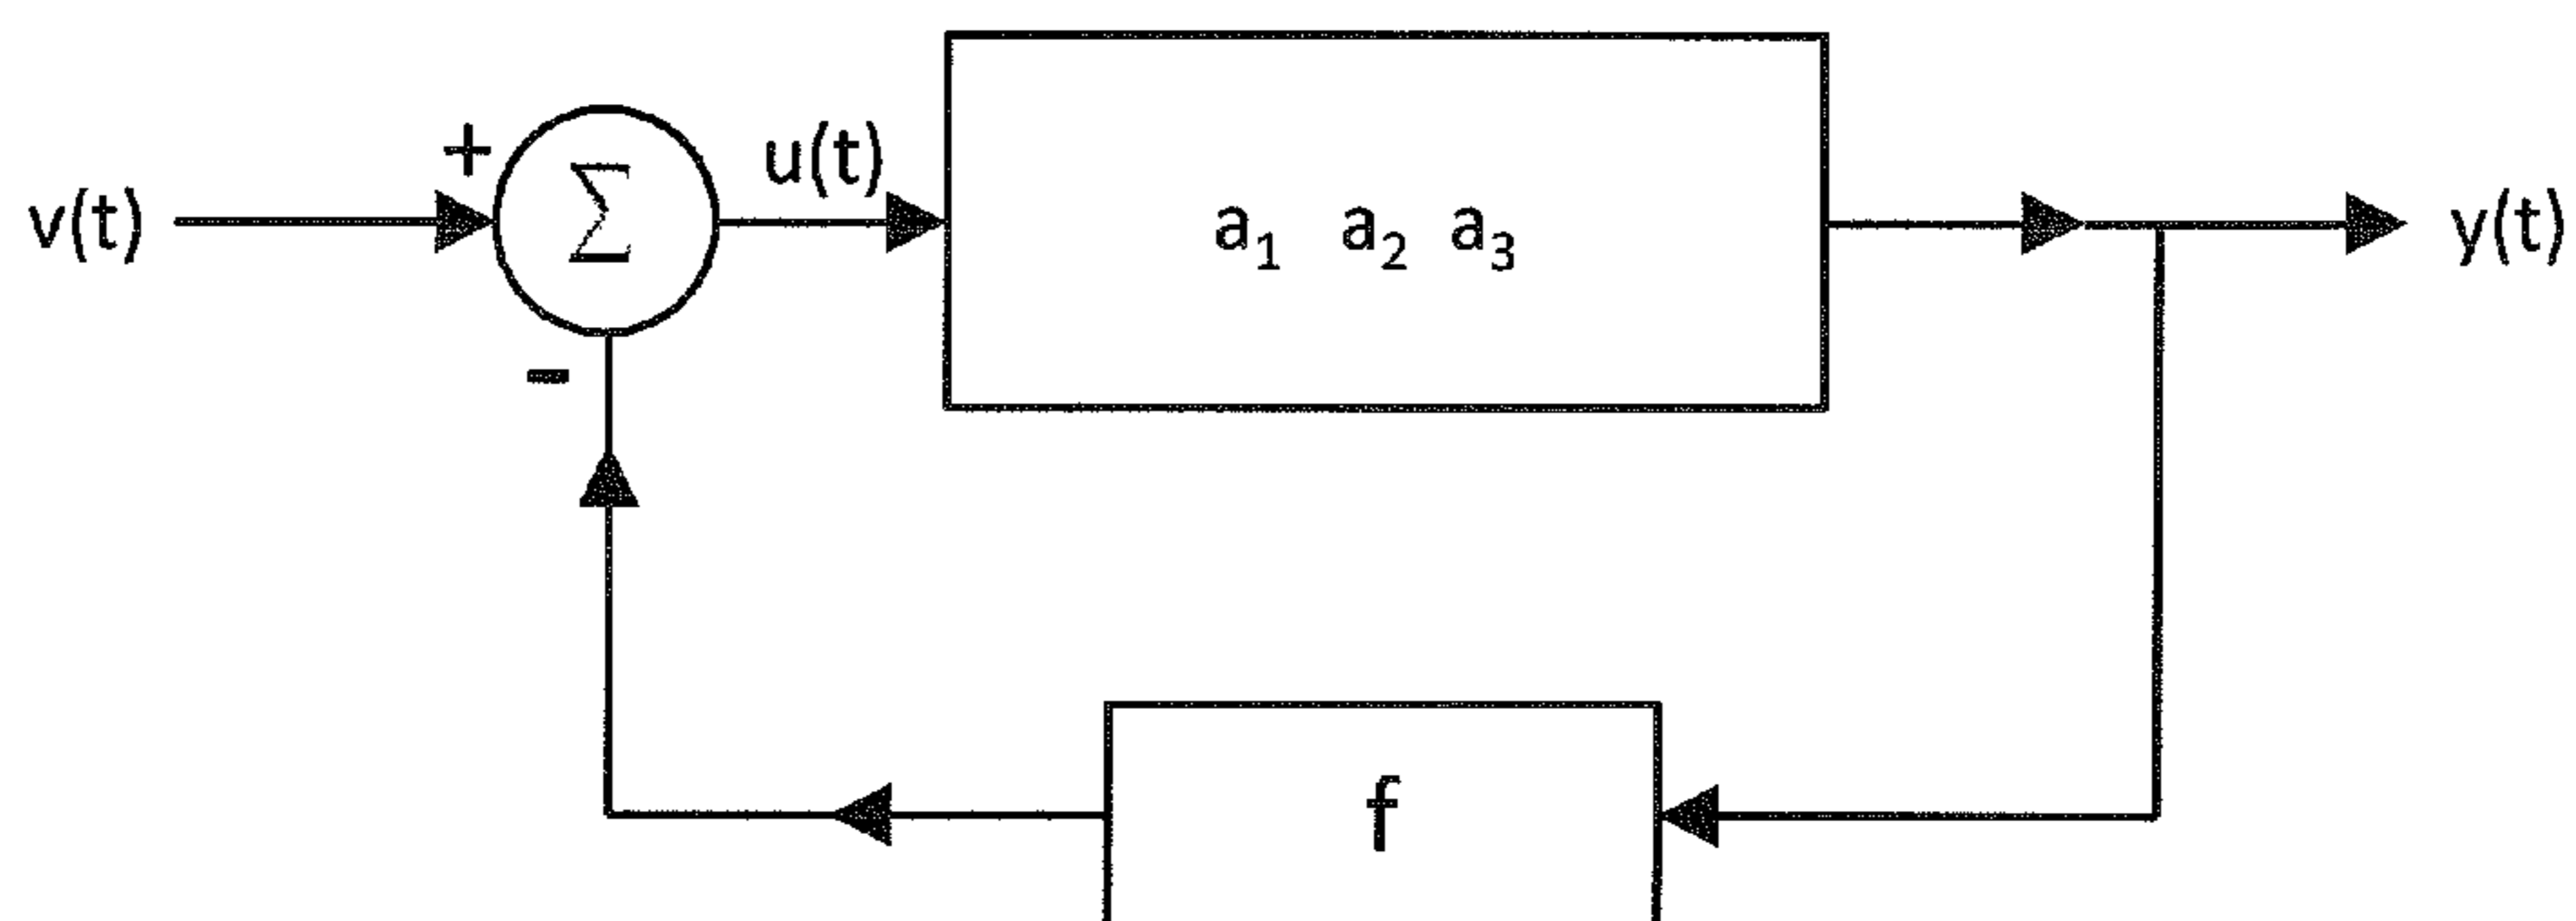 v(t)
+
Σ
-
u(t)
a₁ a₂ a₃
y(t)
f